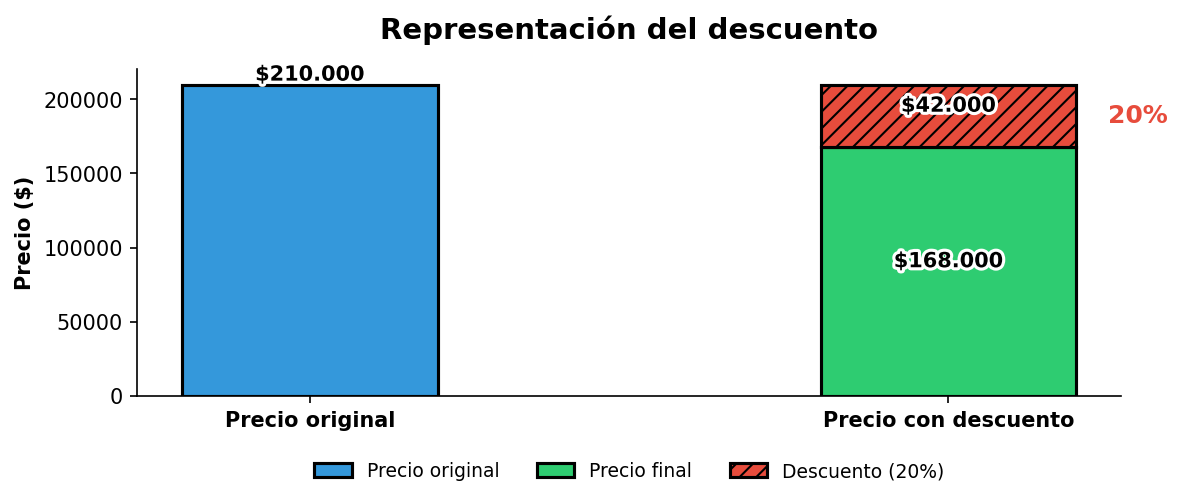 Representación del descuento
Precio ($)
200000
150000
100000
50000
0
$210.000
$42.000
20%
$168.000
Precio original
Precio con descuento
Precio original
Precio final
Descuento (20%)